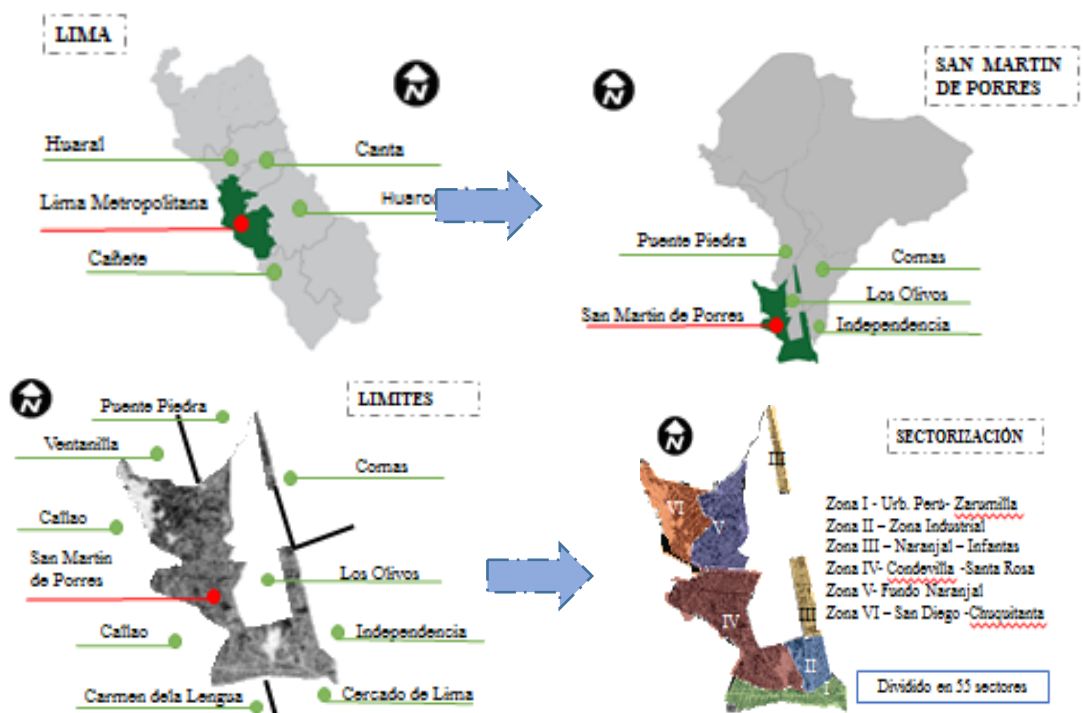 LIMA
N
Huaral
Canta
Lima Metropolitana
Cañete
SAN MARTIN
DE PORRES
N
Puente Piedra
Comas
Los Olivos
San Martin de Porres
Independencia
LIMITES
N
Puente Piedra
Ventanilla
Comas
Callao
San Martin
de Porres
Los Olivos
Callao
Independencia
Carmen dela Lengua
Cercado de Lima
SECTORIZACIÓN
N
III
VI
V
IV
III
II
I
Zona I - Urb. Perú- Zarumilla
Zona II – Zona Industrial
Zona III – Naranjal – Infantas
Zona IV- Condevilla -Santa Rosa
Zona V- Fundo Naranjal
Zona VI – San Diego -Chuquitanta
Dividido en 55 sectores